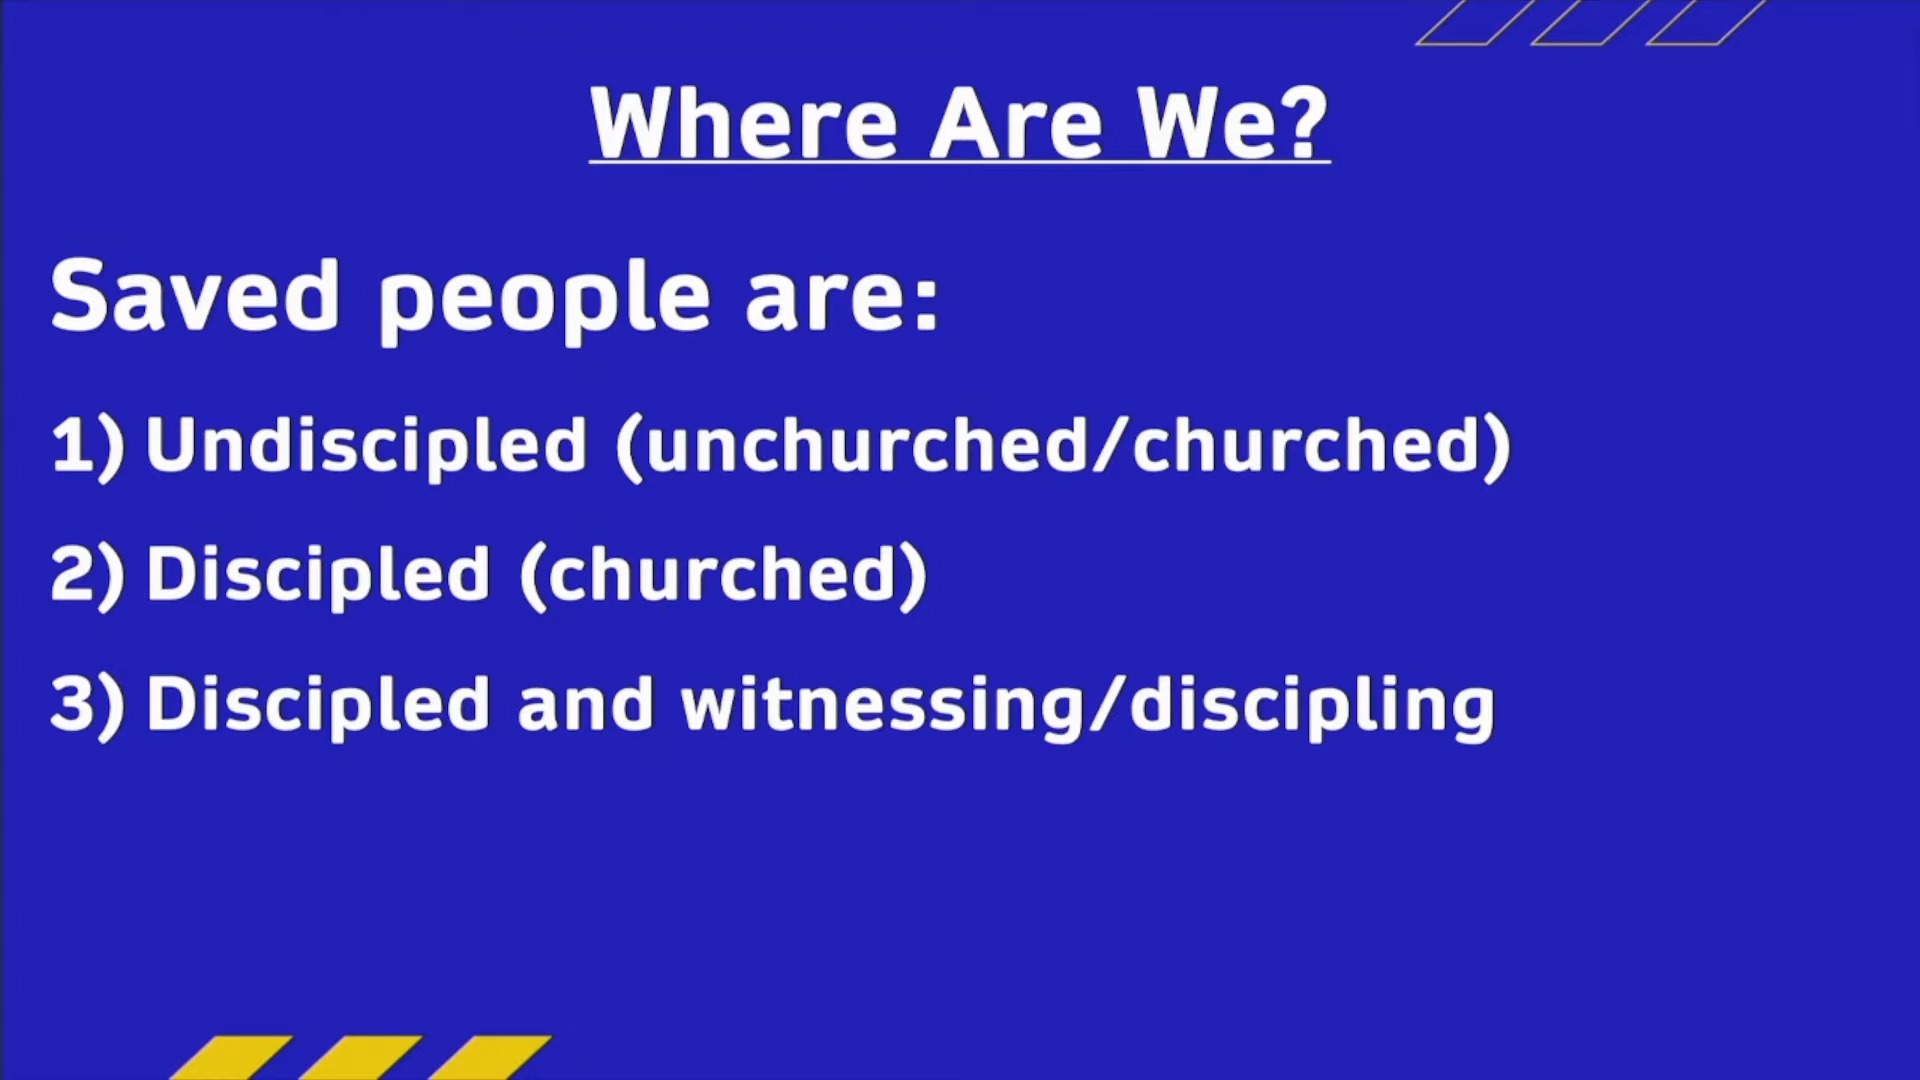 Where Are We?
Saved people are:
1) Undiscipled (unchurched/churched)
2) Discipled (churched)
3) Discipled and witnessing/discipling